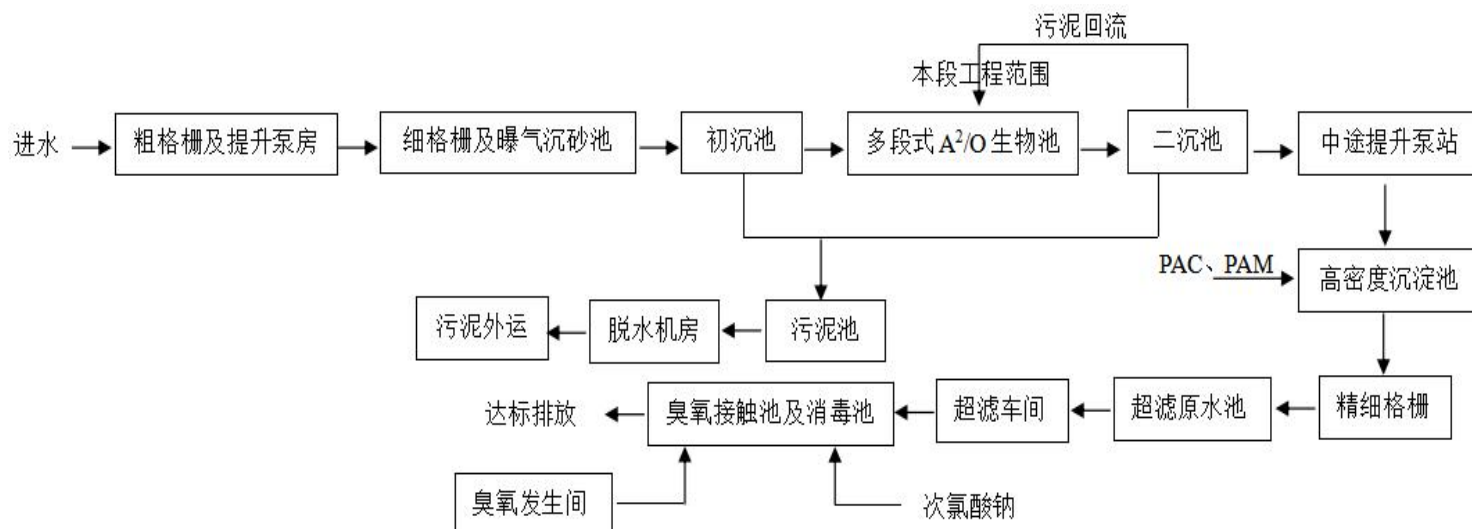 污泥回流
本段工程范围
进水
粗格栅及提升泵房
细格栅及曝气沉砂池
初沉池
多段式A²/O生物池
二沉池
中途提升泵站
PAC、PAM
高密度沉淀池
污泥外运
脱水机房
污泥池
达标排放
臭氧接触池及消毒池
超滤车间
超滤原水池
精细格栅
臭氧发生间
次氯酸钠